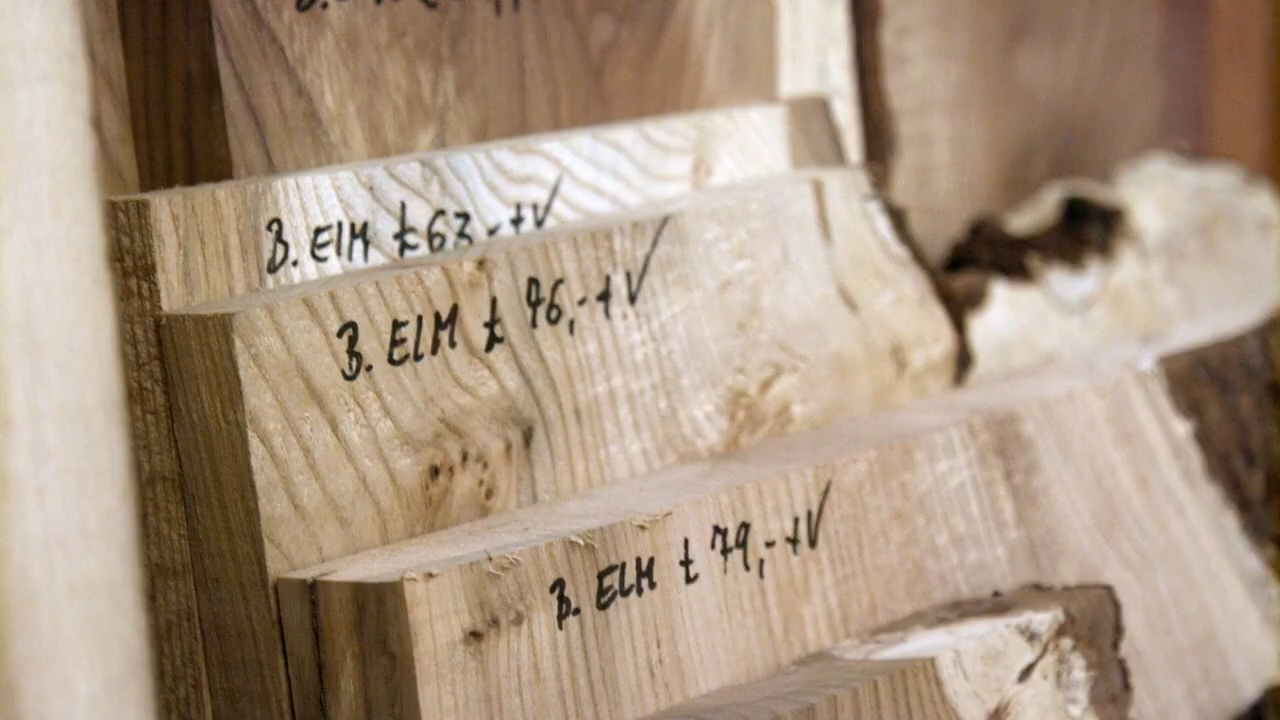 B. ElM £63,-+V
B. ElM £ 96,-+V
B. ELM £ 79,-+V